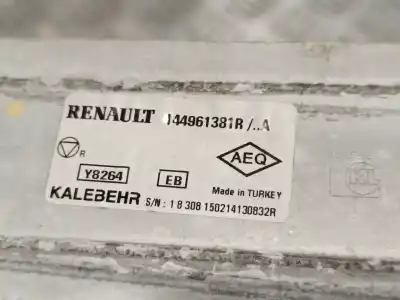 RENAULT 144961381R/..A
R
AEQ
Y8264 EB
Made in TURKEY
KALEBEHR S/N: 1 8 308 150214130832R